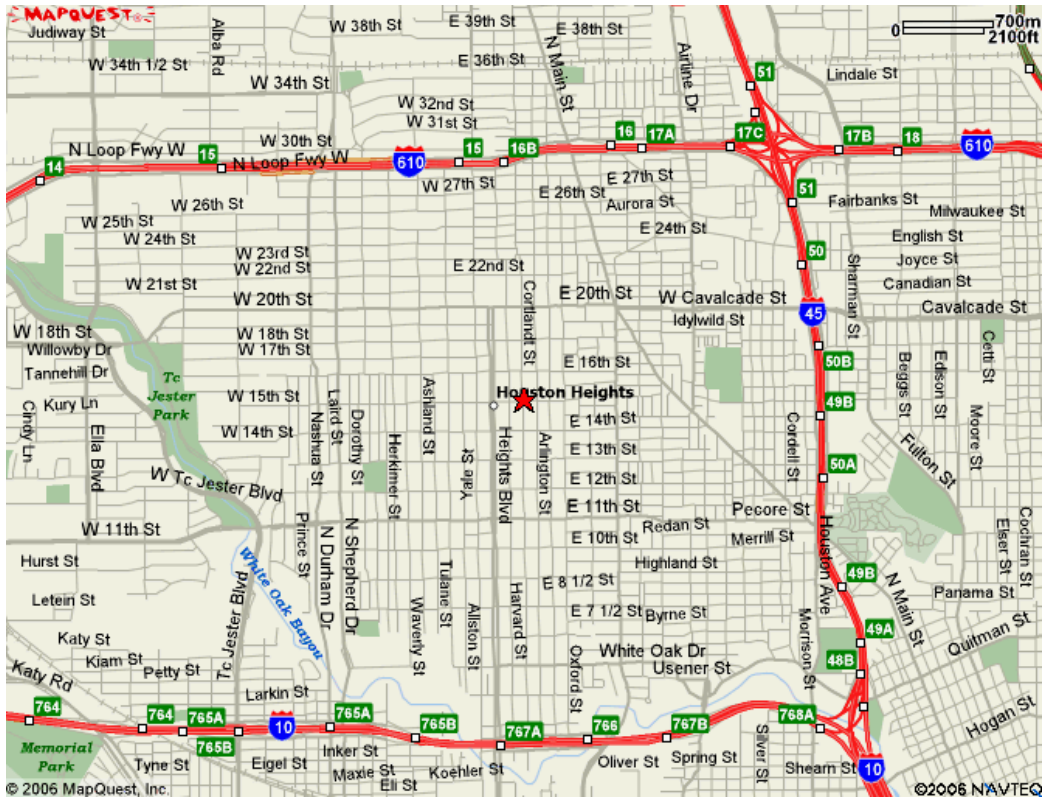 MAPQUEST®
Judiway St
Alba Rd
W 38th St
E 39th St
E 38th St
700m
0
2100ft
W 34th 1/2 St
E 36th St
N Main St
Airline Dr
Lindale St
W 34th St
51
W 32nd St
W 31st St
W 30th St
N Loop Fwy W
15
N Loop Fwy W
610
15
16B
16
17A
17C
17B
18
610
14
W 27th St
E 27th St
E 26th St
51
W 26th St
Aurora St
Fairbanks St
Milwaukee St
W 25th St
W 24th St
E 24th St
English St
W 23rd St
W 22nd St
E 22nd St
50
Joyce St
Canadian St
W 21st St
Cortlandt St
Sharman St
W 20th St
E 20th St
W Cavalcade St
Cavalcade St
Idylwild St
45
W 18th St
Willowby Dr
W 18th St
W 17th St
Tannehill Dr
E 16th St
50B
Cetti St
Edison St
Beggs St
Tc
Jester
Park
Houston Heights
W 15th St
Kury Ln
Cindy Ln
Ella Blvd
Laird St
Nashua St
Dorothy St
Ashland St
Herkimer St
Yale St
Heights Blvd
Arlington St
E 14th St
49B
Cordell St
Moore St
W 14th St
E 13th St
Fulton St
W Tc Jester Blvd
E 12th St
50A
E 11th St
Pecore St
W 11th St
Redan St
Merrill St
Houston Ave
Prince St
E 10th St
Cochran St
Elser St
Hurst St
White Oak Bayou
N Durham Dr
N Shepherd Dr
Highland St
Tulane St
E 8 1/2 St
49B
N Main St
Panama St
Letein St
Tc Jester Blvd
Waverly St
Allston St
Harvard St
E 7 1/2 St
Byrne St
Morrison St
49A
Quitman St
Katy St
Kiam St
Petty St
Katy Rd
White Oak Dr
Usener St
Oxford St
48B
Larkin St
764
764
765A
765B
10
765A
765B
767A
766
767B
768A
Hogan St
Memorial
Park
Tyne St
Eigel St
Inker St
Maxie St
Eli St
Koehler St
Oliver St
Spring St
Silver St
Shearn St
10
© 2006 MapQuest, Inc.
©2006 NAVTEQ